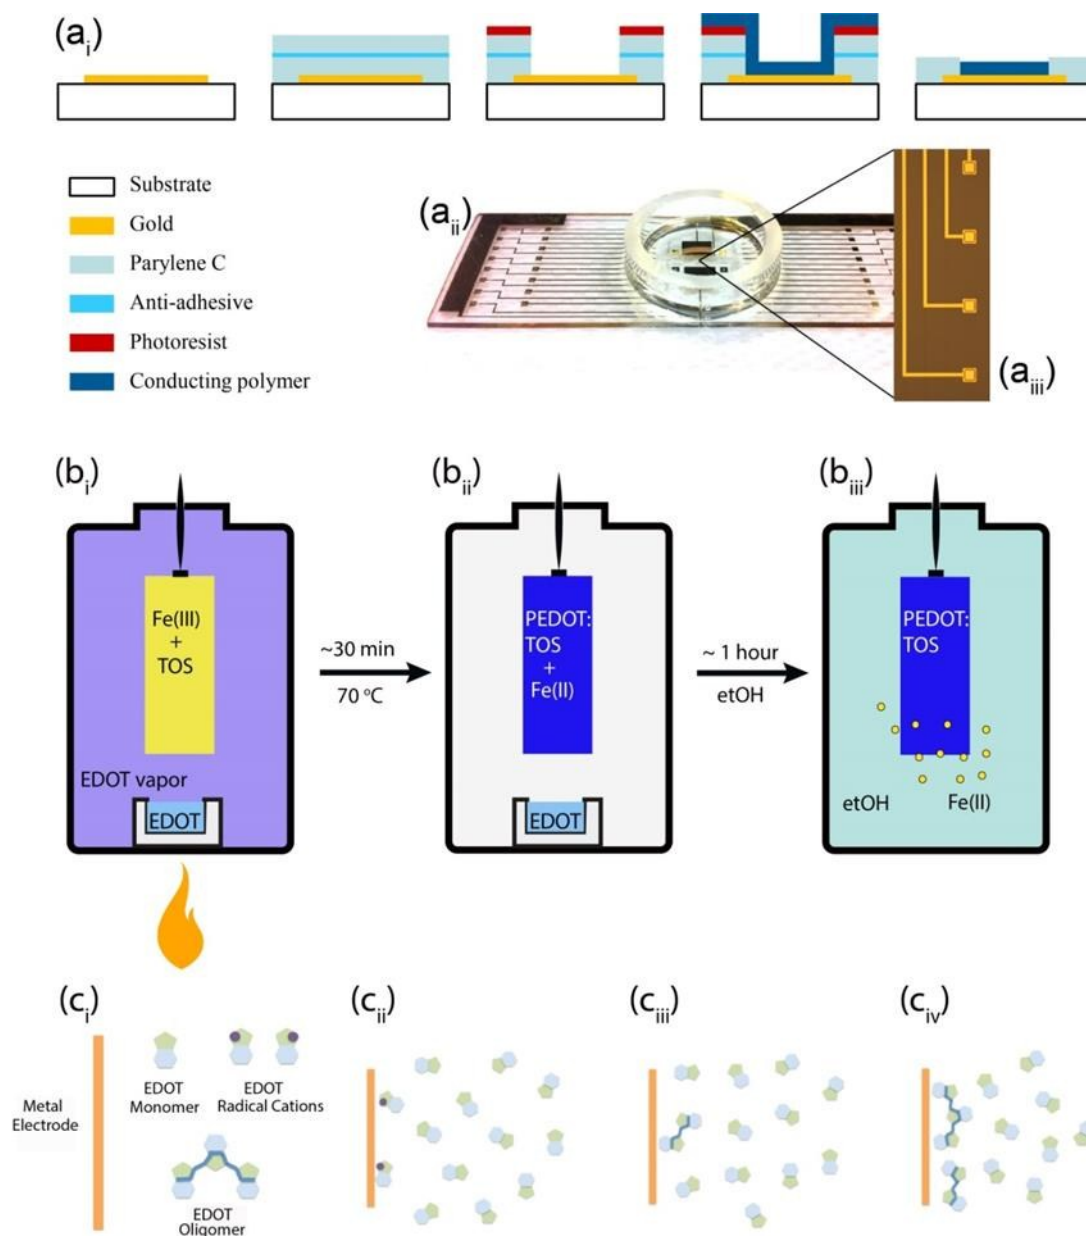 (aᵢ)
Substrate
Gold
Parylene C
Anti-adhesive
Photoresist
Conducting polymer
(aᵢᵢ)
(aᵢᵢᵢ)
(bᵢ)
Fe(III)
+
TOS
EDOT vapor
EDOT
~30 min
70 °C
(bᵢᵢ)
PEDOT:
TOS
+
Fe(II)
EDOT
~ 1 hour
etOH
(bᵢᵢᵢ)
PEDOT:
TOS
etOH
Fe(II)
(cᵢ)
Metal
Electrode
EDOT
Monomer
EDOT
Radical Cations
EDOT
Oligomer
(cᵢᵢ)
(cᵢᵢᵢ)
(cᵢᵥ)